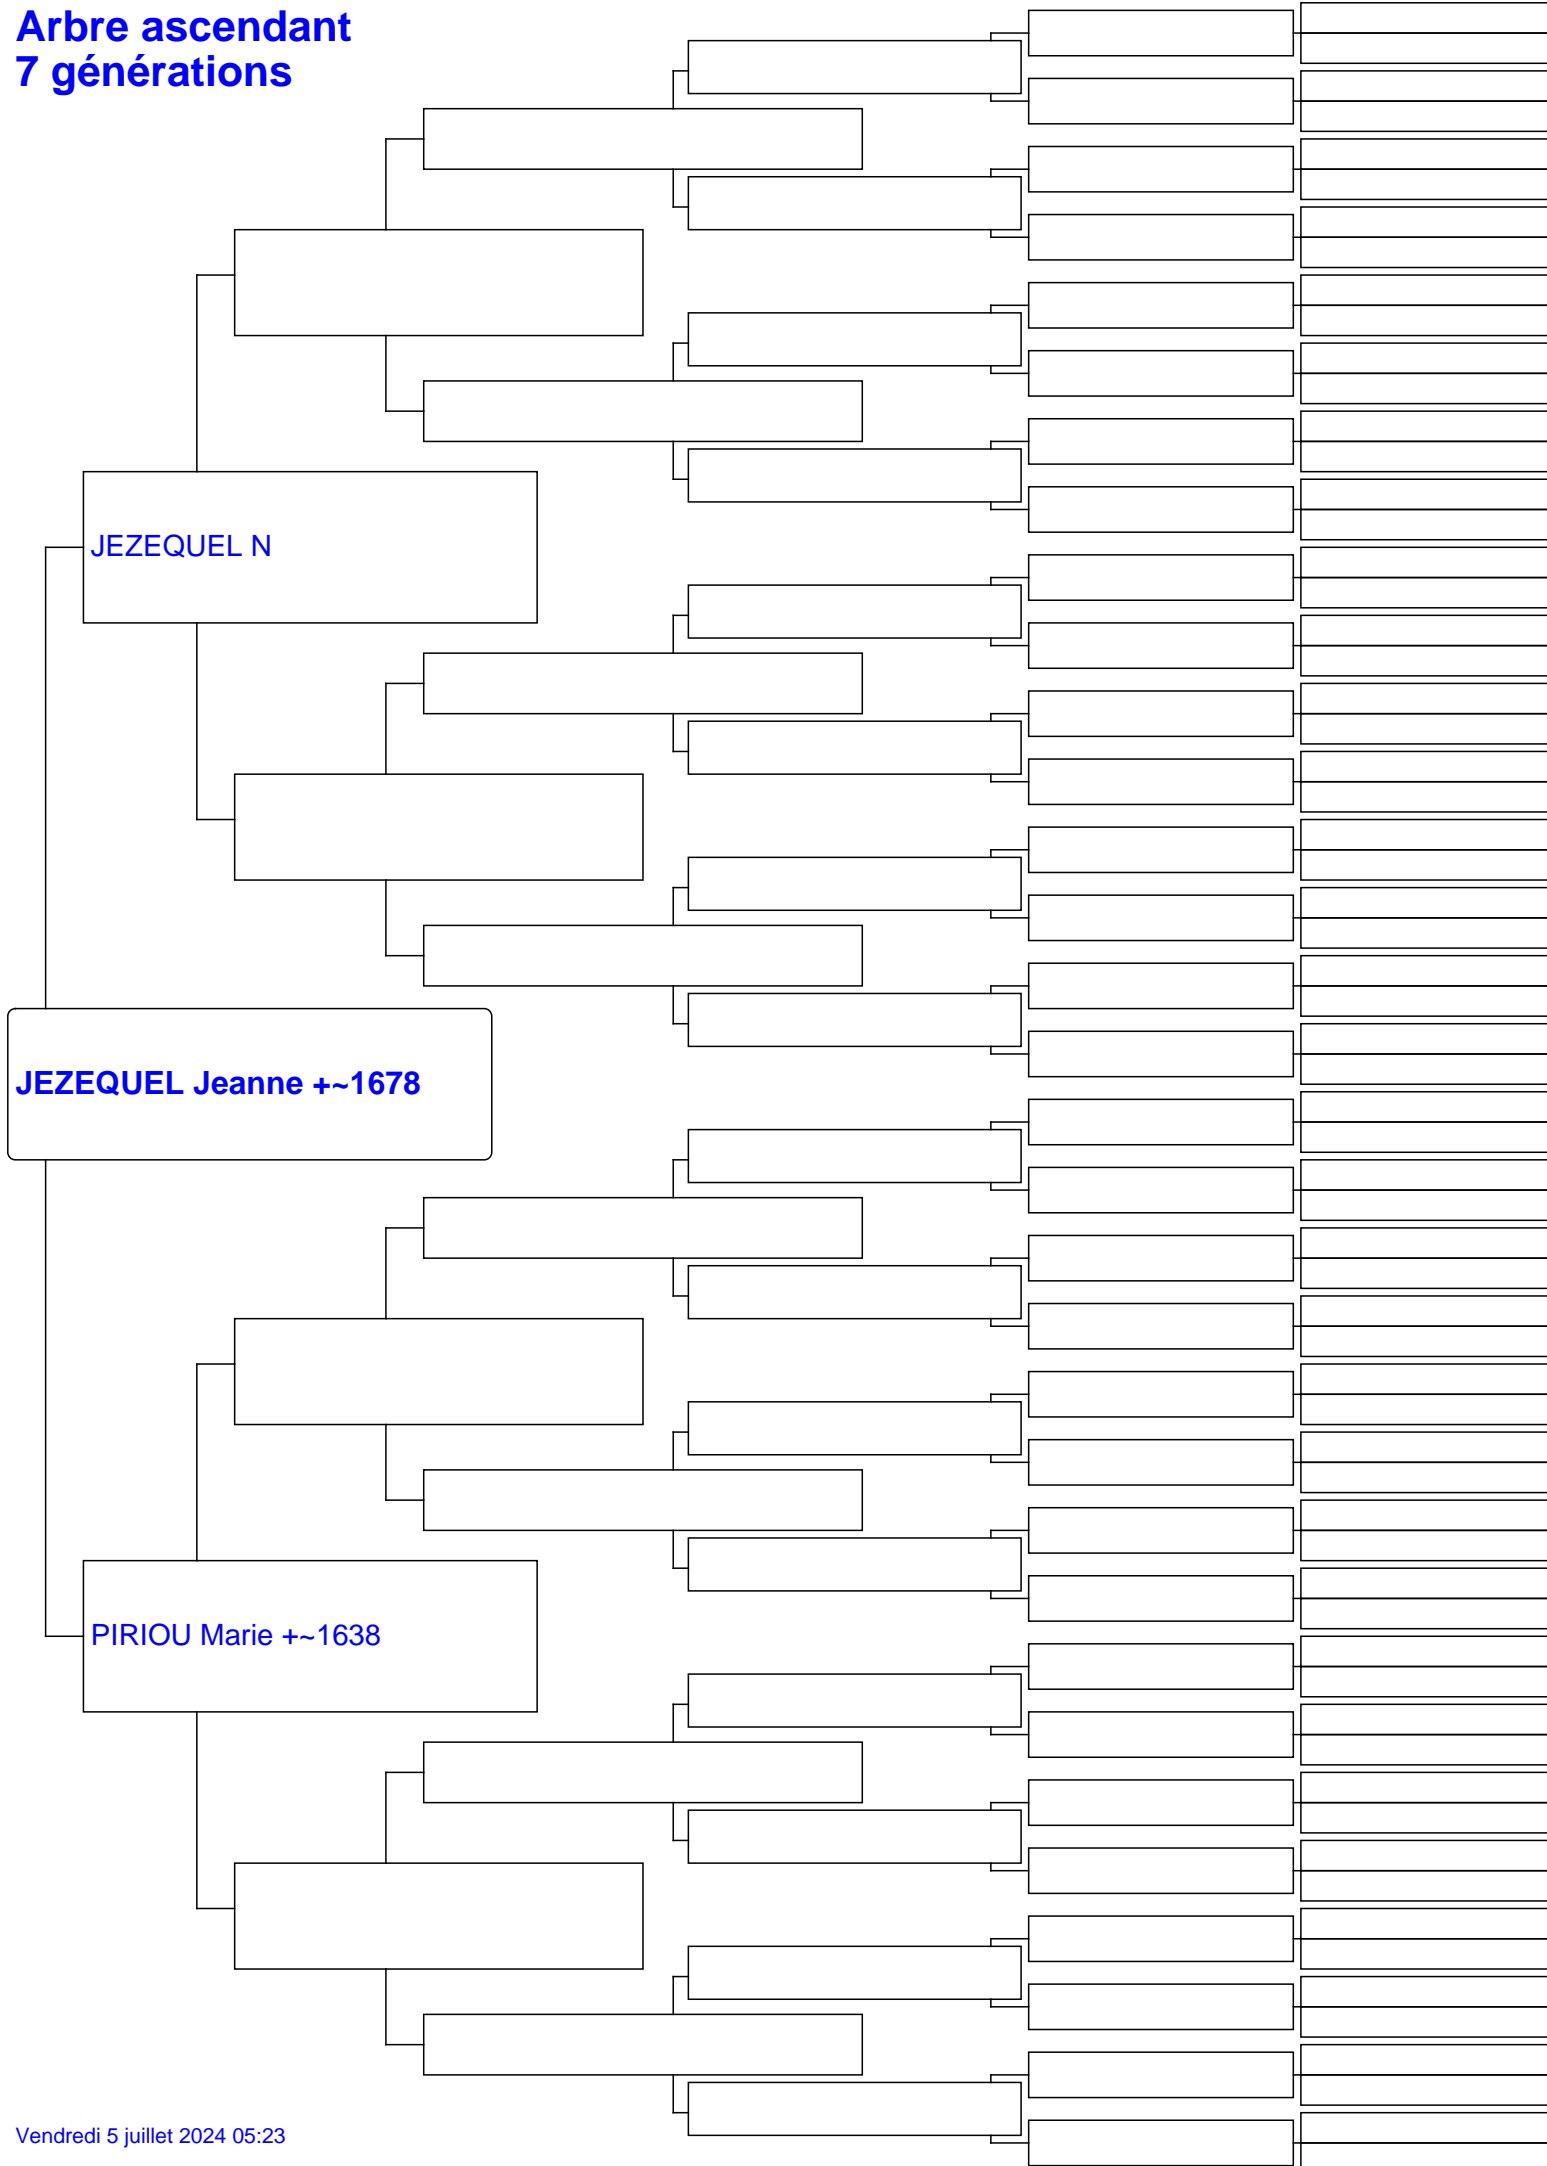 Arbre ascendant
7 générations
JEZEQUEL N
JEZEQUEL Jeanne +~1678
PIRIOU Marie +~1638
Vendredi 5 juillet 2024 05:23